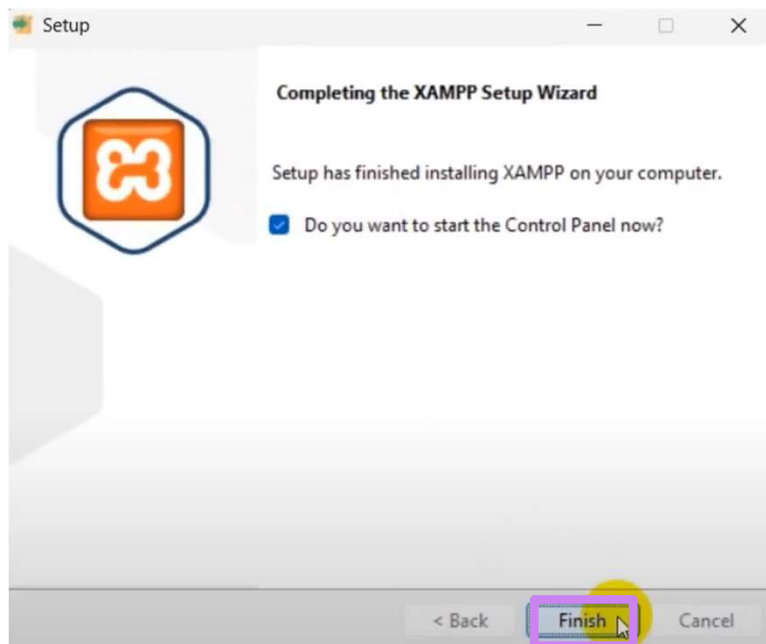 Setup
Completing the XAMPP Setup Wizard
Setup has finished installing XAMPP on your computer.
Do you want to start the Control Panel now?
< Back Finish Cancel